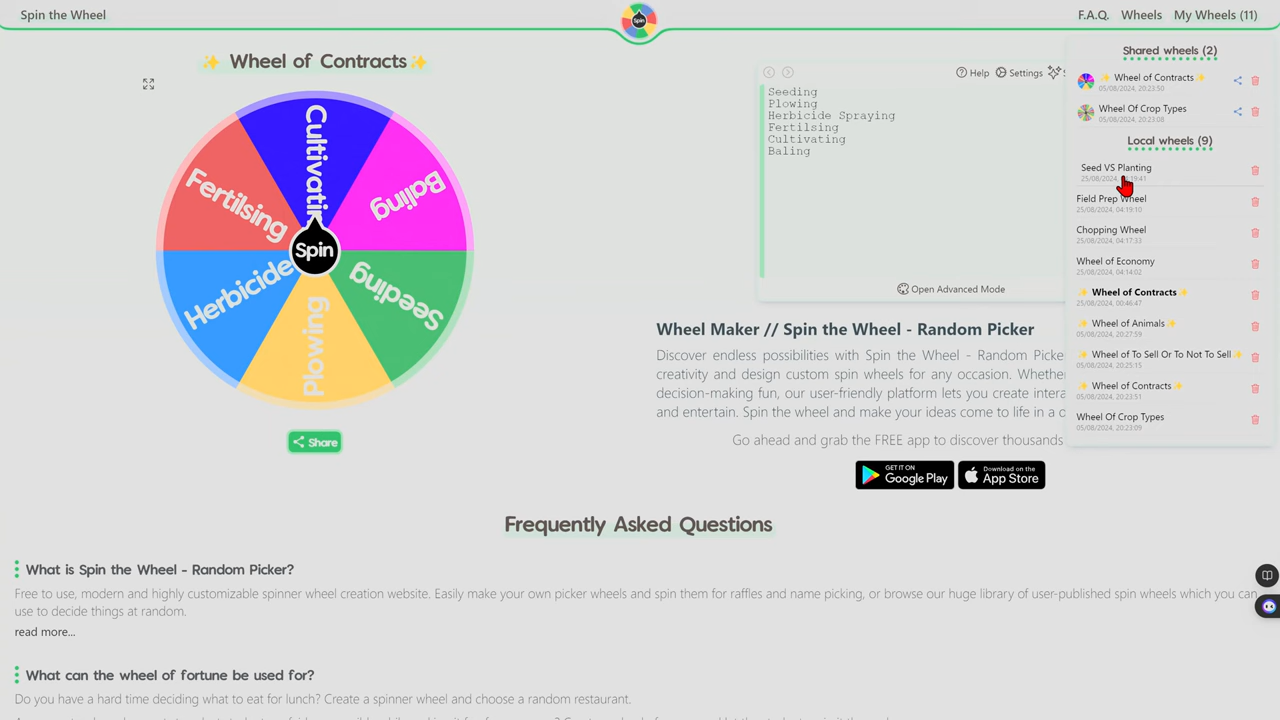 Spin the Wheel
Spin
F.A.Q.
Wheels
My Wheels (11)
✨ Wheel of Contracts ✨
Cultivatin
Baling
Seeding
Plowing
Herbicide
Fertilsing
Spin
Share
Help
Settings
Seeding
Plowing
Herbicide Spraying
Fertilsing
Cultivating
Baling
Open Advanced Mode
Shared wheels (2)
✨ Wheel of Contracts ✨
05/08/2024, 20:23:50
Wheel Of Crop Types
05/08/2024, 20:23:08
Local wheels (9)
Seed VS Planting
25/08/2024, 19:41
Field Prep Wheel
25/08/2024, 04:19:10
Chopping Wheel
25/08/2024, 04:17:33
Wheel of Economy
25/08/2024, 04:14:02
✨ Wheel of Contracts ✨
25/08/2024, 00:46:47
✨ Wheel of Animals ✨
05/08/2024, 20:27:59
✨ Wheel of To Sell Or To Not To Sell ✨
05/08/2024, 20:25:15
✨ Wheel of Contracts ✨
05/08/2024, 20:23:51
Wheel Of Crop Types
05/08/2024, 20:23:09
Wheel Maker // Spin the Wheel - Random Picker
Discover endless possibilities with Spin the Wheel - Random Picke
creativity and design custom spin wheels for any occasion. Whethe
decision-making fun, our user-friendly platform lets you create intera
and entertain. Spin the wheel and make your ideas come to life in a
Go ahead and grab the FREE app to discover thousands
GET IT ON
Google Play
Download on the
App Store
Frequently Asked Questions
What is Spin the Wheel - Random Picker?
Free to use, modern and highly customizable spinner wheel creation website. Easily make your own picker wheels and spin them for raffles and name picking, or browse our huge library of user-published spin wheels which you can
use to decide things at random.
read more...
What can the wheel of fortune be used for?
Do you have a hard time deciding what to eat for lunch? Create a spinner wheel and choose a random restaurant.